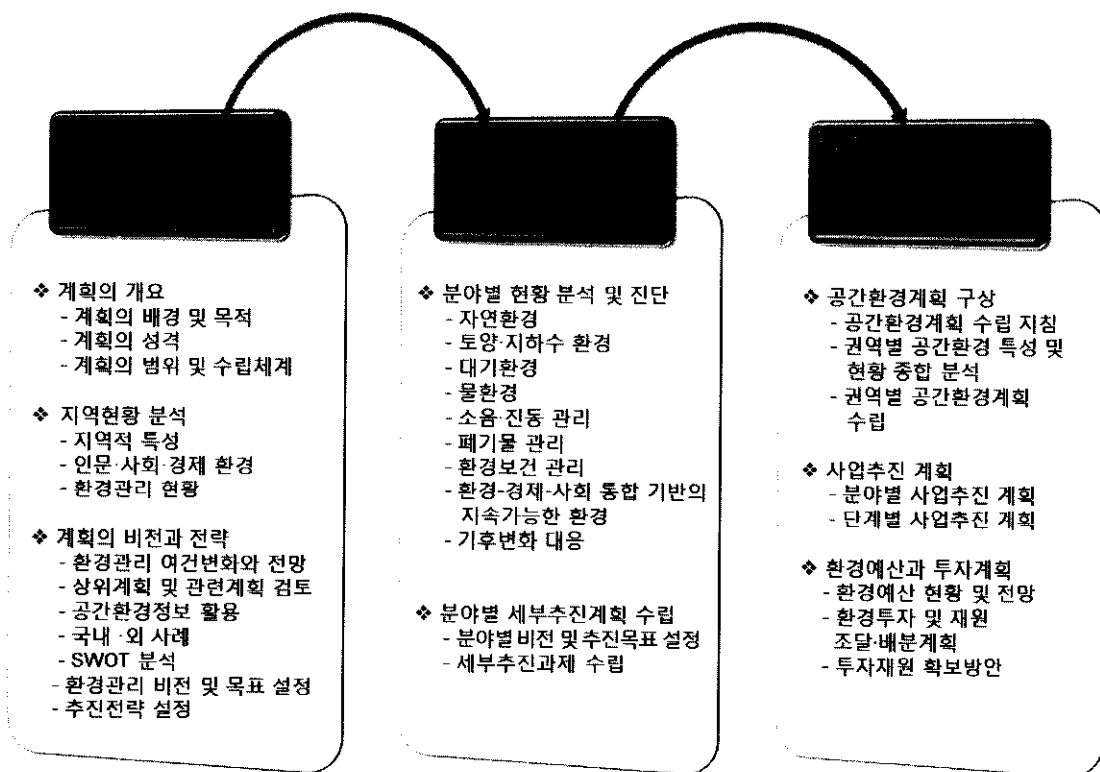 ❖ 계획의 개요
- 계획의 배경 및 목적
- 계획의 성격
- 계획의 범위 및 수립체계
❖ 지역현황 분석
- 지역적 특성
- 인문·사회·경제 환경
- 환경관리 현황
❖ 계획의 비전과 전략
- 환경관리 여건변화와 전망
- 상위계획 및 관련계획 검토
- 공간환경정보 활용
- 국내·외 사례
- SWOT 분석
- 환경관리 비전 및 목표 설정
- 추진전략 설정
❖ 분야별 현황 분석 및 진단
- 자연환경
- 토양·지하수 환경
- 대기환경
- 물환경
- 소음·진동 관리
- 폐기물 관리
- 환경보건 관리
- 환경-경제-사회 통합 기반의
지속가능한 환경
- 기후변화 대응
❖ 분야별 세부추진계획 수립
- 분야별 비전 및 추진목표 설정
- 세부추진과제 수립
❖ 공간환경계획 구상
- 공간환경계획 수립 지침
- 권역별 공간환경 특성 및
현황 종합 분석
- 권역별 공간환경계획
수립
❖ 사업추진 계획
- 분야별 사업추진 계획
- 단계별 사업추진 계획
❖ 환경예산과 투자계획
- 환경예산 현황 및 전망
- 환경투자 및 재원
조달·배분계획
- 투자재원 확보방안